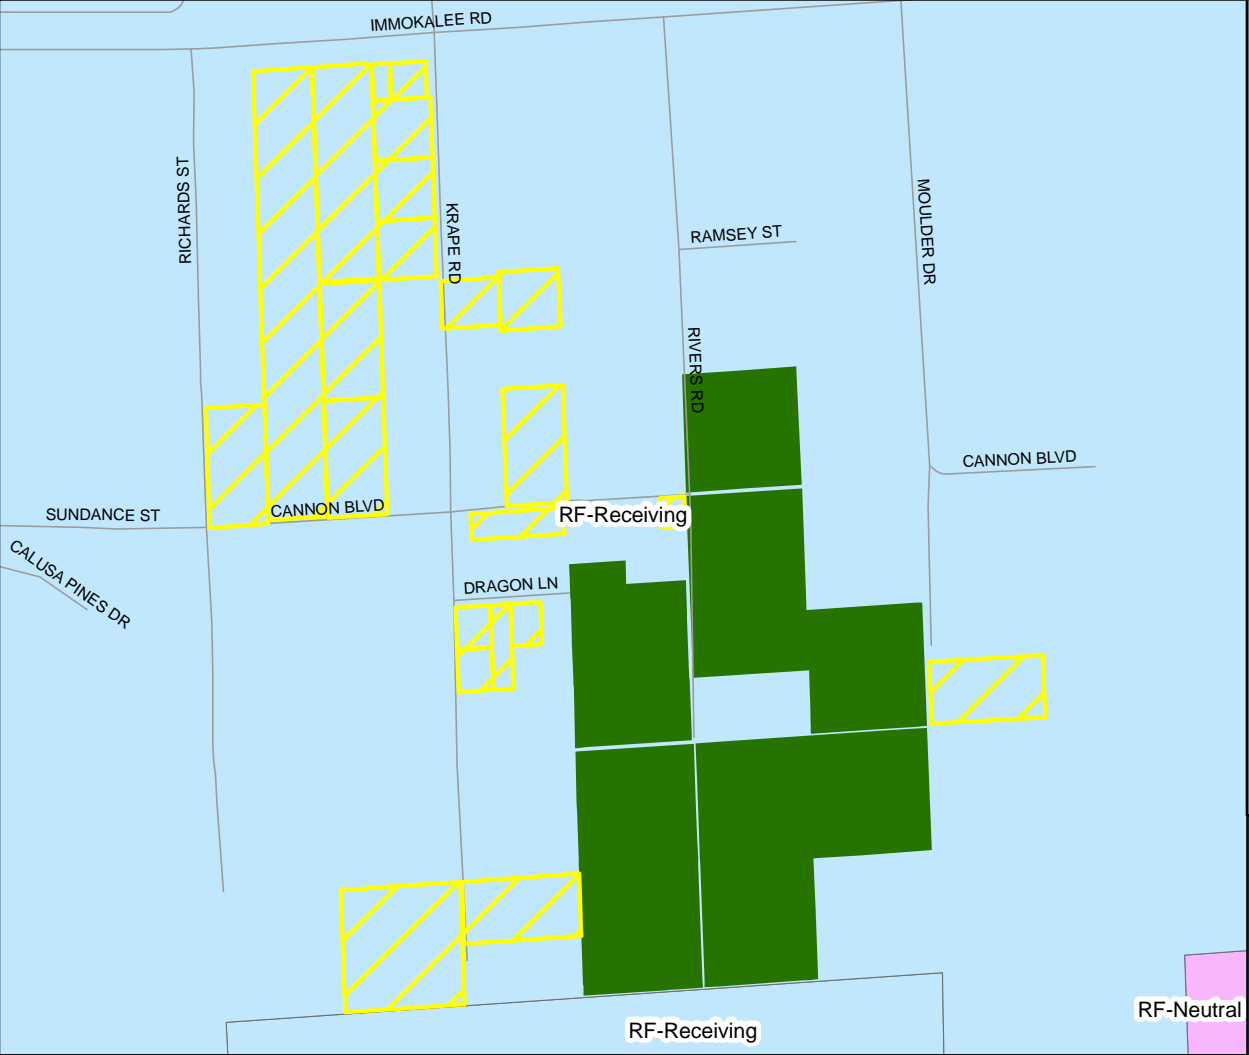 IMMOKALEE RD
RICHARDS ST
KRAPE RD
RAMSEY ST
MOULDER DR
RIVERS RD
CANNON BLVD
SUNDANCE ST
CANNON BLVD
RF-Receiving
CALUSA PINES DR
DRAGON LN
RF-Neutral
RF-Receiving